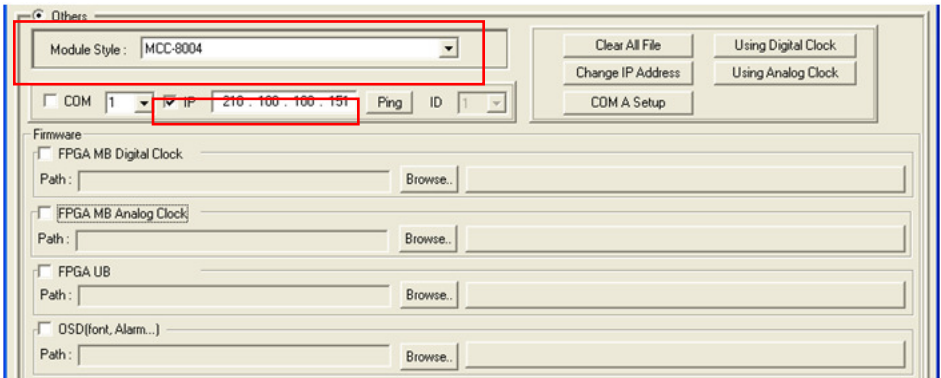 Others
Module Style : MCC-8004
Clear All File Using Digital Clock
Change IP Address Using Analog Clock
COM A Setup
COM 1 IP 210 . 100 . 100 . 151 Ping ID 1
Firmware
FPGA MB Digital Clock
Path : Browse..
FPGA MB Analog Clock
Path : Browse..
FPGA UB
Path : Browse..
OSD(font, Alarm...)
Path : Browse..